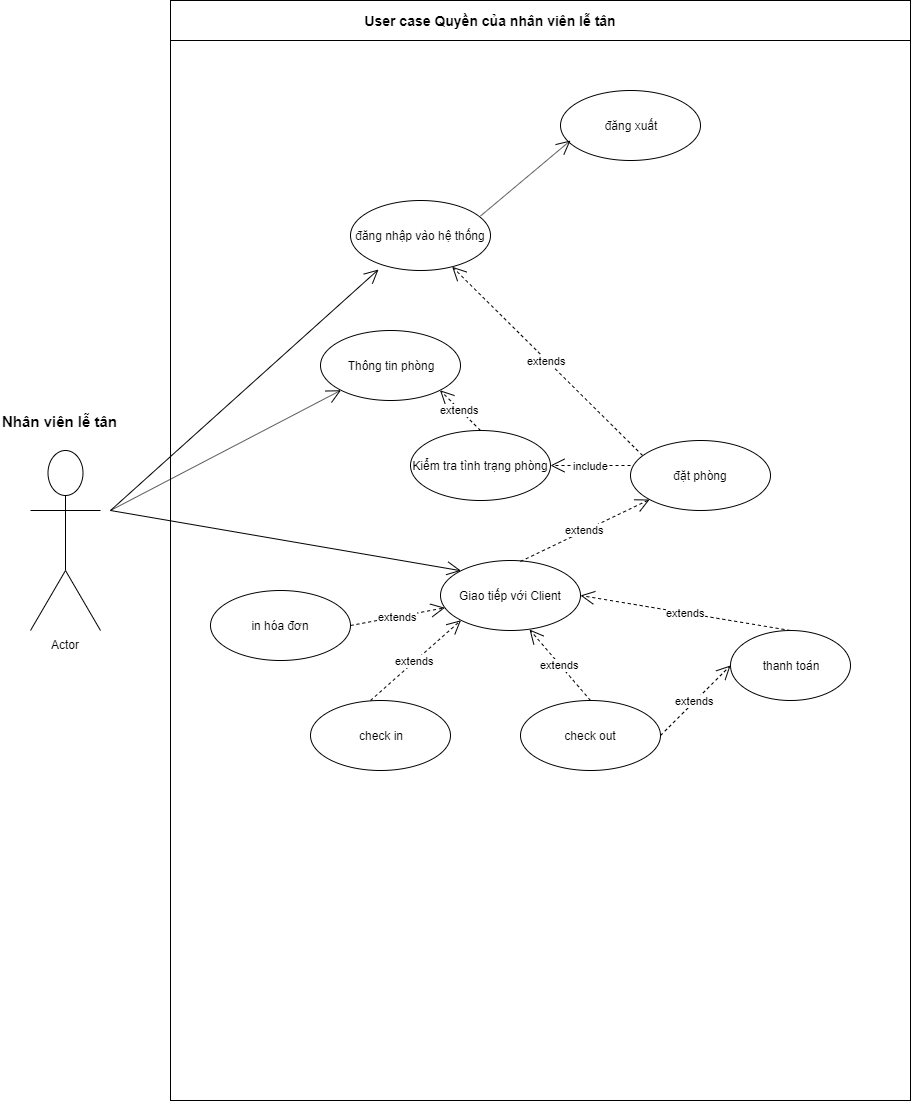 User case Quyền của nhân viên lễ tân
đăng xuất
đăng nhập vào hệ thống
extends
Thông tin phòng
extends
Nhân viên lễ tân
Kiểm tra tình trạng phòng
include
đặt phòng
extends
Giao tiếp với Client
extends
extends
in hóa đơn
Actor
extends
extends
thanh toán
extends
check in
check out